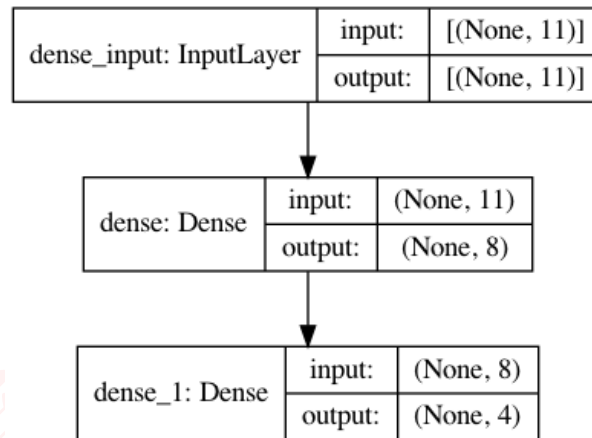 dense_input: InputLayer
input: [(None, 11)]
output: [(None, 11)]
dense: Dense
input: (None, 11)
output: (None, 8)
dense_1: Dense
input: (None, 8)
output: (None, 4)